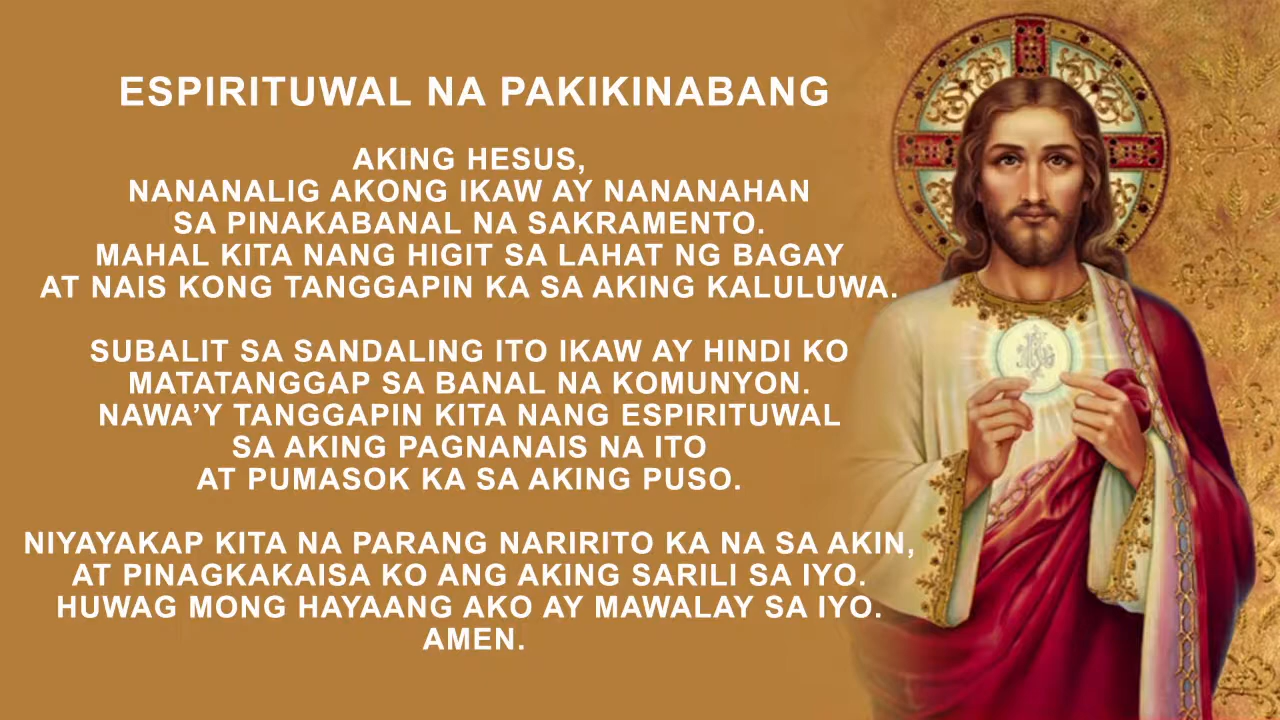 ESPIRITUWAL NA PAKIKINABANG
AKING HESUS,
NANANALIG AKONG IKAW AY NANANAHAN
SA PINAKABANAL NA SAKRAMENTO.
MAHAL KITA NANG HIGIT SA LAHAT NG BAGAY
AT NAIS KONG TANGGAPIN KA SA AKING KALULUWA.
SUBALIT SA SANDALING ITO IKAW AY HINDI KO
MATATANGGAP SA BANAL NA KOMUNYON.
NAWA’Y TANGGAPIN KITA NANG ESPIRITUWAL
SA AKING PAGNANAIS NA ITO
AT PUMASOK KA SA AKING PUSO.
NIYAYAKAP KITA NA PARANG NARIRITO KA NA SA AKIN,
AT PINAGKAKAISA KO ANG AKING SARILI SA IYO.
HUWAG MONG HAYAANG AKO AY MAWALAY SA IYO.
AMEN.